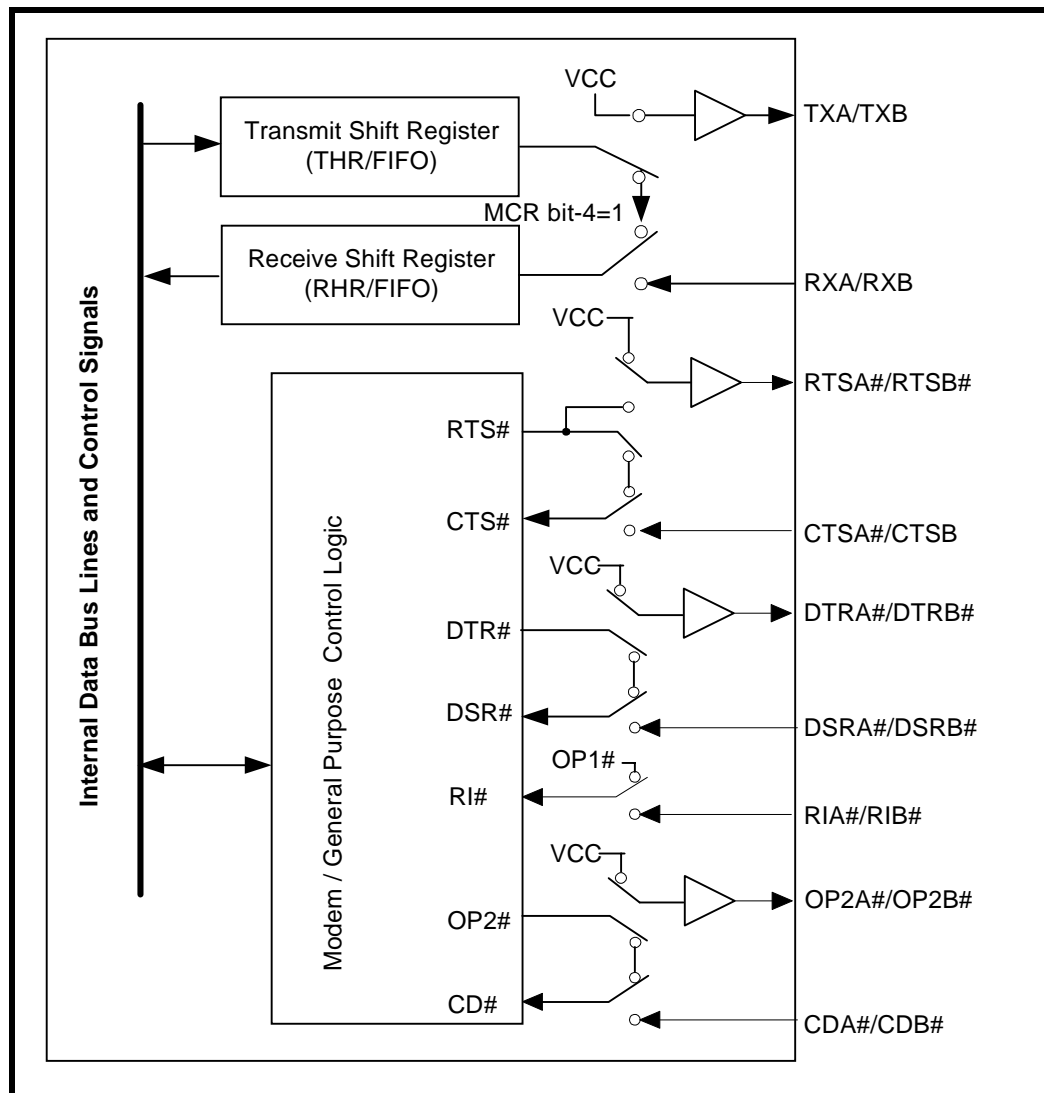 VCC
TXA/TXB
Transmit Shift Register
(THR/FIFO)
MCR bit-4=1
Receive Shift Register
(RHR/FIFO)
RXA/RXB
VCC
RTSA#/RTSB#
RTS#
CTS#
CTSA#/CTSB
VCC
DTRA#/DTRB#
DTR#
DSR#
DSRA#/DSRB#
OP1#
RI#
RIA#/RIB#
VCC
OP2A#/OP2B#
OP2#
CD#
CDA#/CDB#
Internal Data Bus Lines and Control Signals
Modem / General Purpose Control Logic